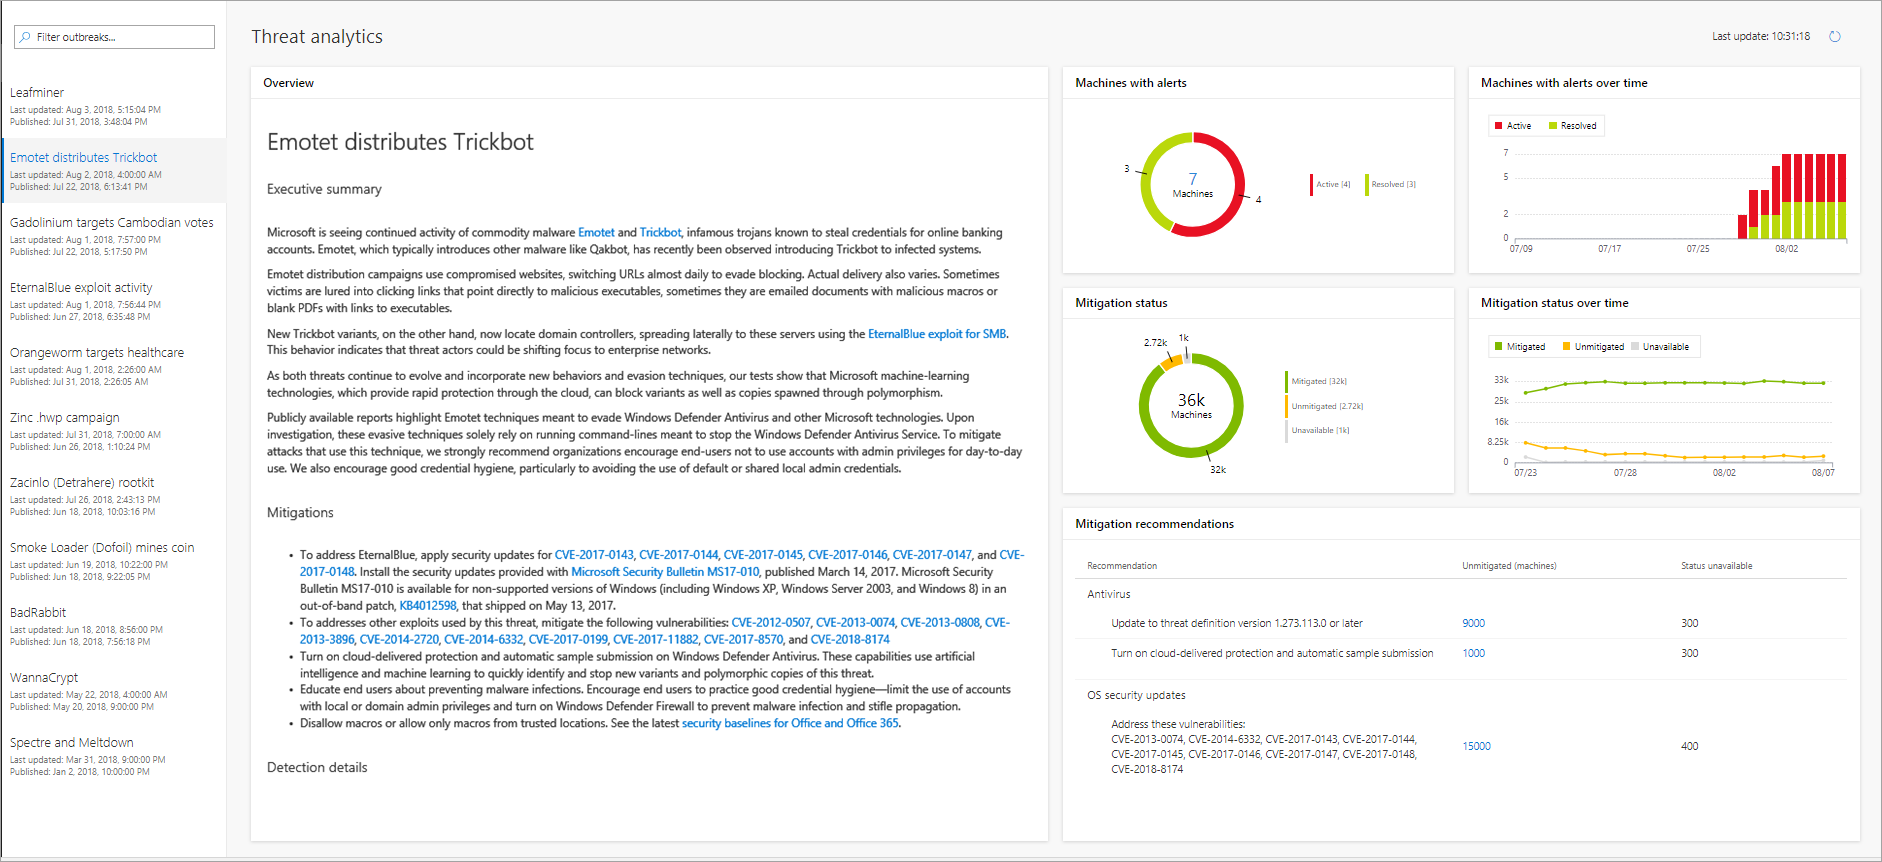 Filter outbreaks...
Leafminer
Last updated: Aug 3, 2018, 5:15:04 PM
Published: Jul 31, 2018, 3:48:04 PM
Emotet distributes Trickbot
Last updated: Aug 2, 2018, 4:00:00 AM
Published: Jul 22, 2018, 6:13:41 PM
Gadolinium targets Cambodian votes
Last updated: Aug 1, 2018, 7:57:00 PM
Published: Jul 22, 2018, 5:17:50 PM
EternalBlue exploit activity
Last updated: Aug 1, 2018, 7:56:44 PM
Published: Jun 27, 2018, 6:35:48 PM
Orangeworm targets healthcare
Last updated: Aug 1, 2018, 2:26:00 AM
Published: Jul 31, 2018, 2:26:05 AM
Zinc .hwp campaign
Last updated: Jul 31, 2018, 7:00:00 AM
Published: Jun 26, 2018, 1:10:24 PM
Zacinlo (Detrahere) rootkit
Last updated: Jul 26, 2018, 2:43:13 PM
Published: Jun 18, 2018, 10:03:16 PM
Smoke Loader (Dofoil) mines coin
Last updated: Jun 19, 2018, 10:22:00 PM
Published: Jun 18, 2018, 9:22:05 PM
BadRabbit
Last updated: Jun 18, 2018, 8:56:00 PM
Published: Jun 18, 2018, 7:56:18 PM
WannaCrypt
Last updated: May 22, 2018, 4:00:00 AM
Published: May 20, 2018, 9:00:00 PM
Spectre and Meltdown
Last updated: Mar 31, 2018, 9:00:00 PM
Published: Jan 2, 2018, 10:00:00 PM
Threat analytics
Last update: 10:31:18
Overview
Emotet distributes Trickbot
Executive summary
Microsoft is seeing continued activity of commodity malware Emotet and Trickbot, infamous trojans known to steal credentials for online banking
accounts. Emotet, which typically introduces other malware like Qakbot, has recently been observed introducing Trickbot to infected systems.
Emotet distribution campaigns use compromised websites, switching URLs almost daily to evade blocking. Actual delivery also varies. Sometimes
victims are lured into clicking links that point directly to malicious executables, sometimes they are emailed documents with malicious macros or
blank PDFs with links to executables.
New Trickbot variants, on the other hand, now locate domain controllers, spreading laterally to these servers using the EternalBlue exploit for SMB.
This behavior indicates that threat actors could be shifting focus to enterprise networks.
As both threats continue to evolve and incorporate new behaviors and evasion techniques, our tests show that Microsoft machine-learning
technologies, which provide rapid protection through the cloud, can block variants as well as copies spawned through polymorphism.
Publicly available reports highlight Emotet techniques meant to evade Windows Defender Antivirus and other Microsoft technologies. Upon
investigation, these evasive techniques solely rely on running command-lines meant to stop the Windows Defender Antivirus Service. To mitigate
attacks that use this technique, we strongly recommend organizations encourage end-users not to use accounts with admin privileges for day-to-day
use. We also encourage good credential hygiene, particularly to avoiding the use of default or shared local admin credentials.
Mitigations
• To address EternalBlue, apply security updates for CVE-2017-0143, CVE-2017-0144, CVE-2017-0145, CVE-2017-0146, CVE-2017-0147, and CVE-
2017-0148. Install the security updates provided with Microsoft Security Bulletin MS17-010, published March 14, 2017. Microsoft Security
Bulletin MS17-010 is available for non-supported versions of Windows (including Windows XP, Windows Server 2003, and Windows 8) in an
out-of-band patch, KB4012598, that shipped on May 13, 2017.
• To addresses other exploits used by this threat, mitigate the following vulnerabilities: CVE-2012-0507, CVE-2013-0074, CVE-2013-0808, CVE-
2013-3896, CVE-2014-2720, CVE-2014-6332, CVE-2017-0199, CVE-2017-11882, CVE-2017-8570, and CVE-2018-8174
• Turn on cloud-delivered protection and automatic sample submission on Windows Defender Antivirus. These capabilities use artificial
intelligence and machine learning to quickly identify and stop new variants and polymorphic copies of this threat.
• Educate end users about preventing malware infections. Encourage end users to practice good credential hygiene—limit the use of accounts
with local or domain admin privileges and turn on Windows Defender Firewall to prevent malware infection and stifle propagation.
• Disallow macros or allow only macros from trusted locations. See the latest security baselines for Office and Office 365.
Detection details
Machines with alerts
3
7
Machines
4
Active [4]
Resolved [3]
Machines with alerts over time
Active
Resolved
7
5
2
0
07/09
07/17
07/25
08/02
Mitigation status
2.72k
1k
36k
Machines
32k
Mitigated [32k]
Unmitigated [2.72k]
Unavailable [1k]
Mitigation status over time
Mitigated
Unmitigated
Unavailable
33k
25k
16k
8.25k
0
07/23
07/28
08/02
08/07
Mitigation recommendations
Recommendation
Unmitigated (machines)
Status unavailable
Antivirus
Update to threat definition version 1.273.113.0 or later
9000
300
Turn on cloud-delivered protection and automatic sample submission
1000
300
OS security updates
Address these vulnerabilities:
CVE-2013-0074, CVE-2014-6332, CVE-2017-0143, CVE-2017-0144,
CVE-2017-0145, CVE-2017-0146, CVE-2017-0147, CVE-2017-0148,
CVE-2018-8174
15000
400